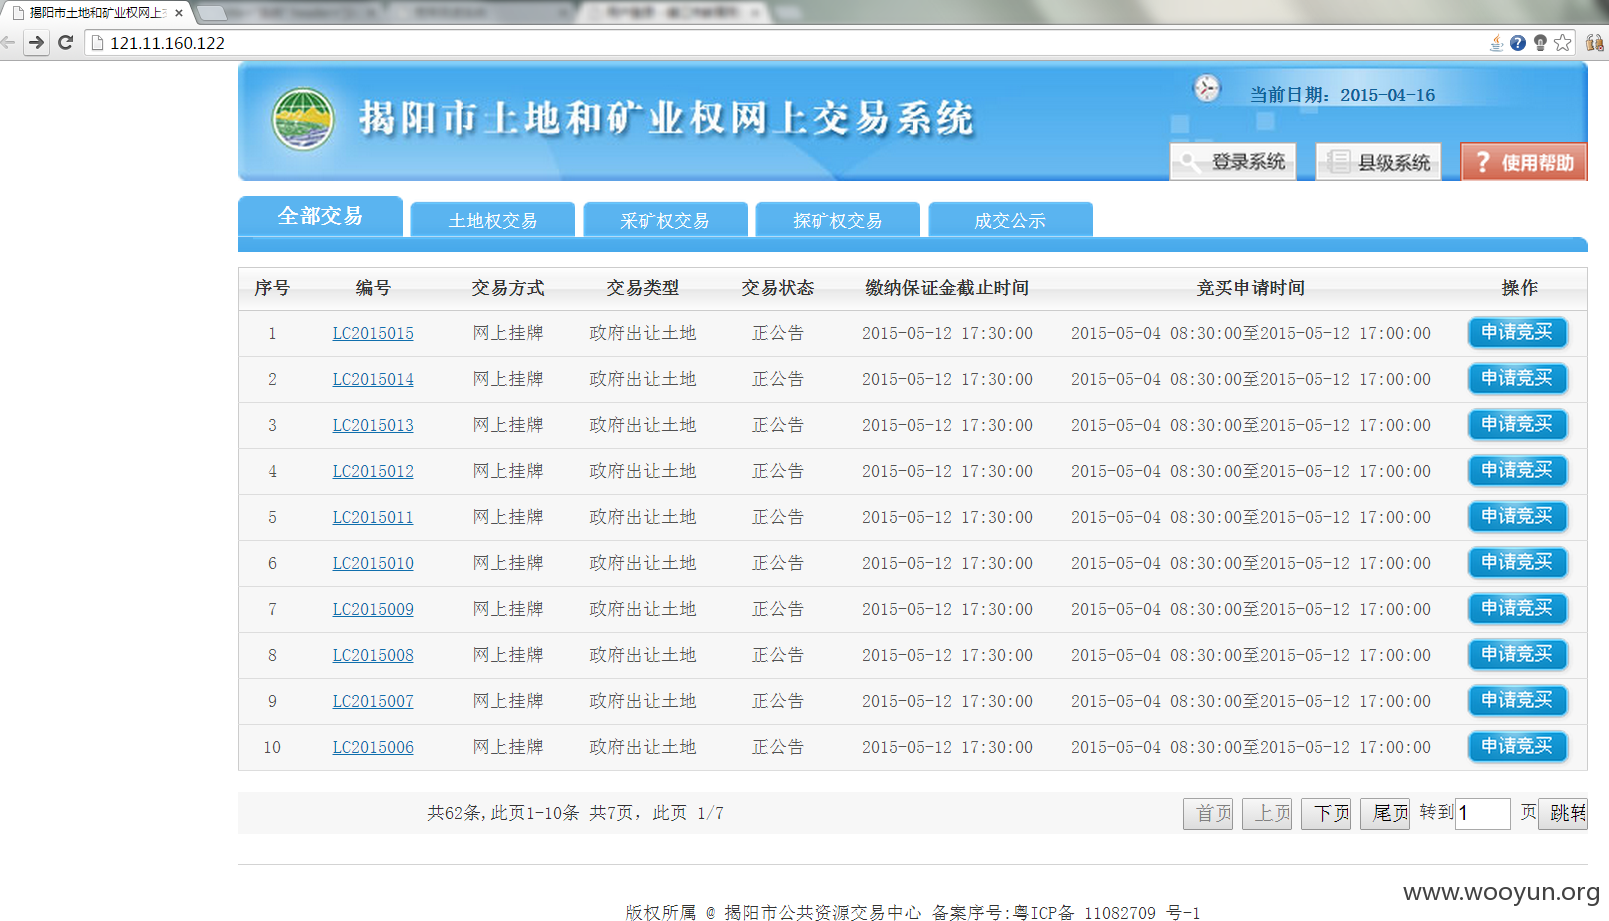 揭阳市土地和矿业权网上
121.11.160.122
揭阳市土地和矿业权网上交易系统
当前日期：2015-04-16
登录系统 县级系统 ? 使用帮助
全部交易 土地权交易 采矿权交易 探矿权交易 成交公示
序号 编号 交易方式 交易类型 交易状态 缴纳保证金截止时间 竞买申请时间 操作
1 LC2015015 网上挂牌 政府出让土地 正公告 2015-05-12 17:30:00 2015-05-04 08:30:00至2015-05-12 17:00:00 申请竞买
2 LC2015014 网上挂牌 政府出让土地 正公告 2015-05-12 17:30:00 2015-05-04 08:30:00至2015-05-12 17:00:00 申请竞买
3 LC2015013 网上挂牌 政府出让土地 正公告 2015-05-12 17:30:00 2015-05-04 08:30:00至2015-05-12 17:00:00 申请竞买
4 LC2015012 网上挂牌 政府出让土地 正公告 2015-05-12 17:30:00 2015-05-04 08:30:00至2015-05-12 17:00:00 申请竞买
5 LC2015011 网上挂牌 政府出让土地 正公告 2015-05-12 17:30:00 2015-05-04 08:30:00至2015-05-12 17:00:00 申请竞买
6 LC2015010 网上挂牌 政府出让土地 正公告 2015-05-12 17:30:00 2015-05-04 08:30:00至2015-05-12 17:00:00 申请竞买
7 LC2015009 网上挂牌 政府出让土地 正公告 2015-05-12 17:30:00 2015-05-04 08:30:00至2015-05-12 17:00:00 申请竞买
8 LC2015008 网上挂牌 政府出让土地 正公告 2015-05-12 17:30:00 2015-05-04 08:30:00至2015-05-12 17:00:00 申请竞买
9 LC2015007 网上挂牌 政府出让土地 正公告 2015-05-12 17:30:00 2015-05-04 08:30:00至2015-05-12 17:00:00 申请竞买
10 LC2015006 网上挂牌 政府出让土地 正公告 2015-05-12 17:30:00 2015-05-04 08:30:00至2015-05-12 17:00:00 申请竞买
共62条,此页1-10条 共7页，此页 1/7 首页 上页 下页 尾页 转到 1 页 跳转
www.wooyun.org
版权所属 @ 揭阳市公共资源交易中心 备案序号:粤ICP备 11082709 号-1